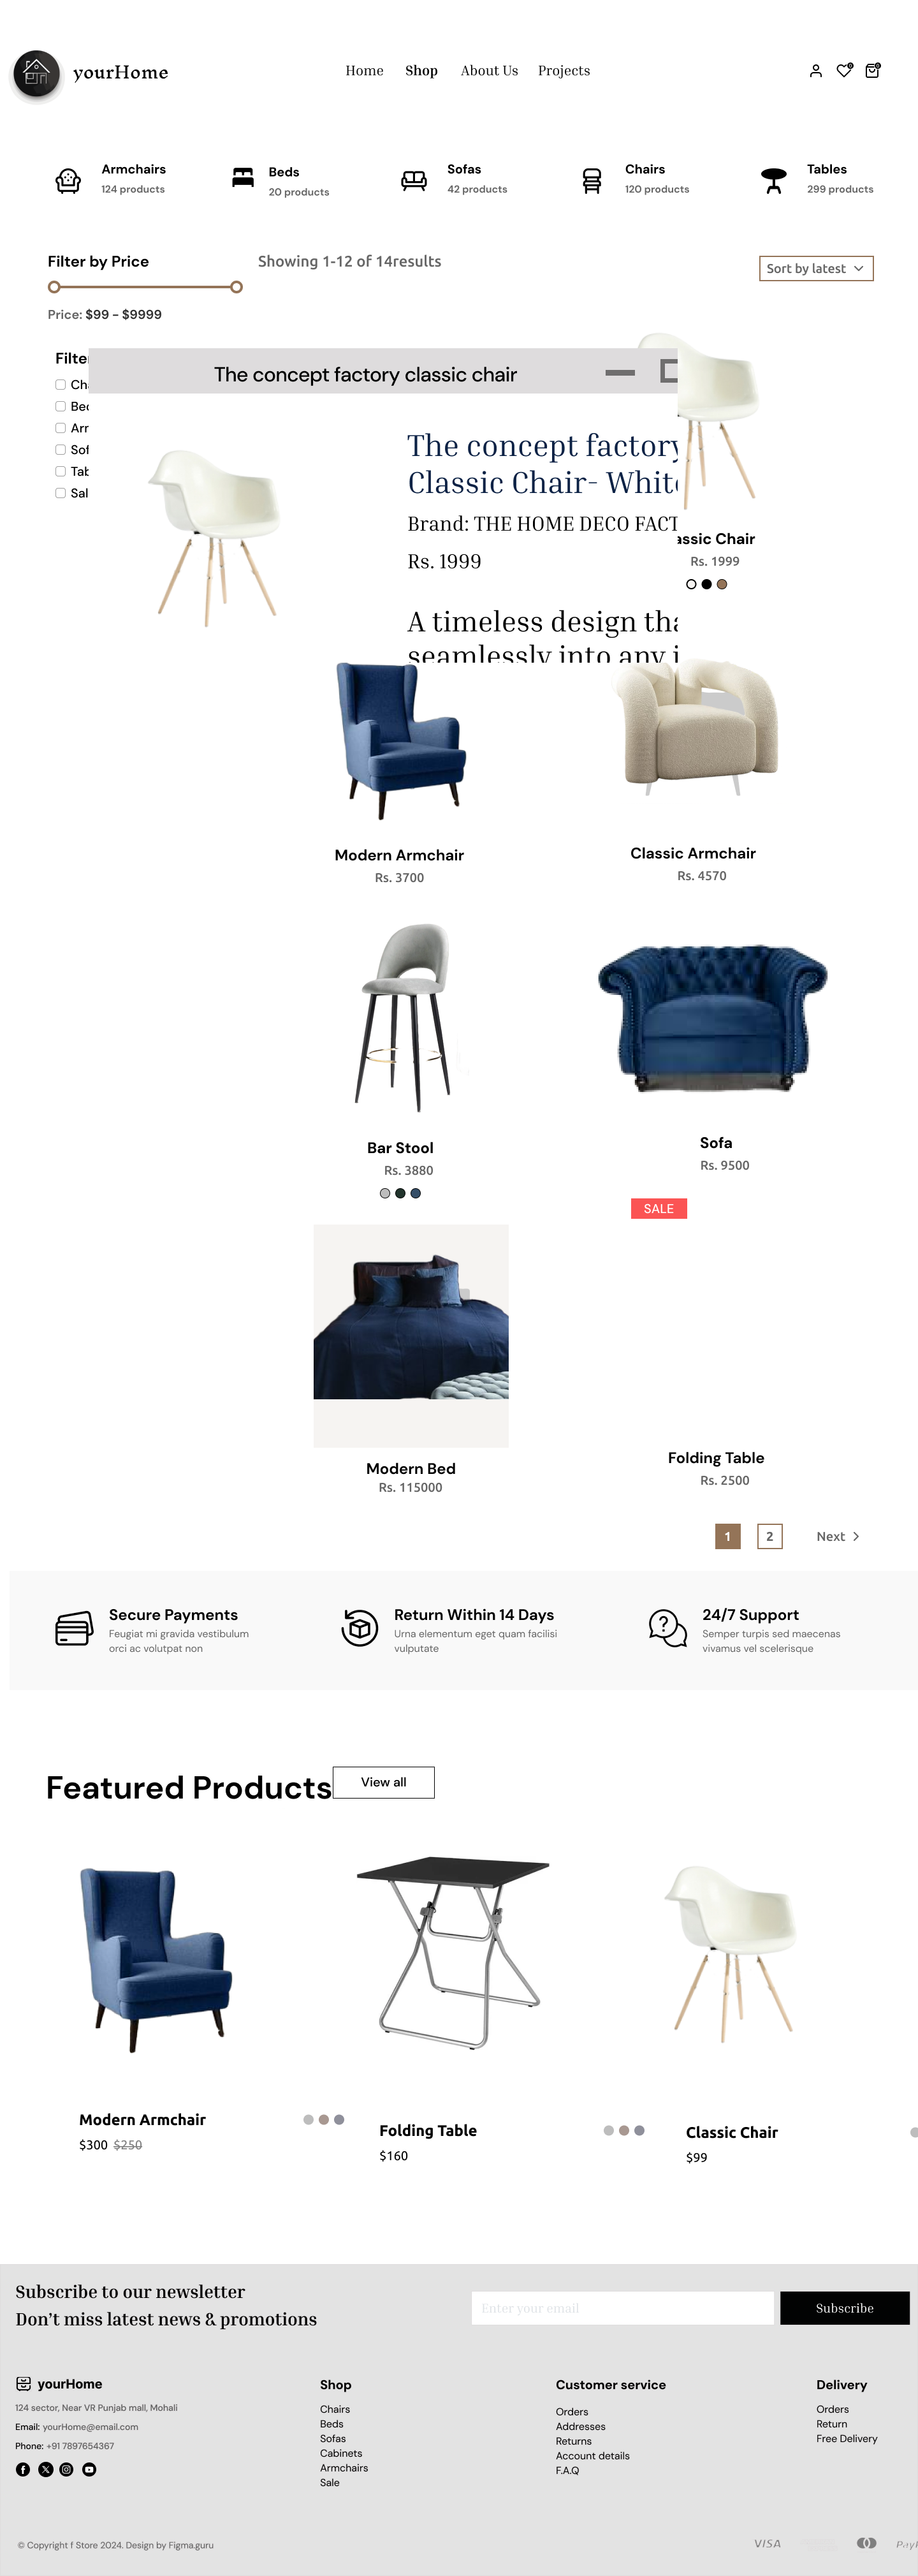 yourHome
Home Shop About Us Projects
Armchairs
124 products
Beds
20 products
Sofas
42 products
Chairs
120 products
Tables
299 products
Filter by Price
Showing 1-12 of 14results
Sort by latest
Price: $99 - $9999
The concept factory classic chair
The concept factory
Classic Chair- White
Brand: THE HOME DECO FACT
Rs. 1999
A timeless design tha
seamlessly into any i
assic Chair
Rs. 1999
Filte
Cha
Bed
Arr
Sof
Tab
Sal
Modern Armchair
Rs. 3700
Classic Armchair
Rs. 4570
Bar Stool
Rs. 3880
Sofa
Rs. 9500
SALE
Modern Bed
Rs. 115000
Folding Table
Rs. 2500
1 2 Next
Secure Payments
Feugiat mi gravida vestibulum
orci ac volutpat non
Return Within 14 Days
Urna elementum eget quam facilisi
vulputate
24/7 Support
Semper turpis sed maecenas
vivamus vel scelerisque
Featured Products
View all
Modern Armchair
$300 $250
Folding Table
$160
Classic Chair
$99
Subscribe to our newsletter
Don't miss latest news & promotions
Enter your email
Subscribe
yourHome
124 sector, Near VR Punjab mall, Mohali
Email: yourHome@email.com
Phone: +91 7897654367
Shop
Chairs
Beds
Sofas
Cabinets
Armchairs
Sale
Customer service
Orders
Addresses
Returns
Account details
F.A.Q
Delivery
Orders
Return
Free Delivery
© Copyright f Store 2024. Design by Figma.guru
VISA